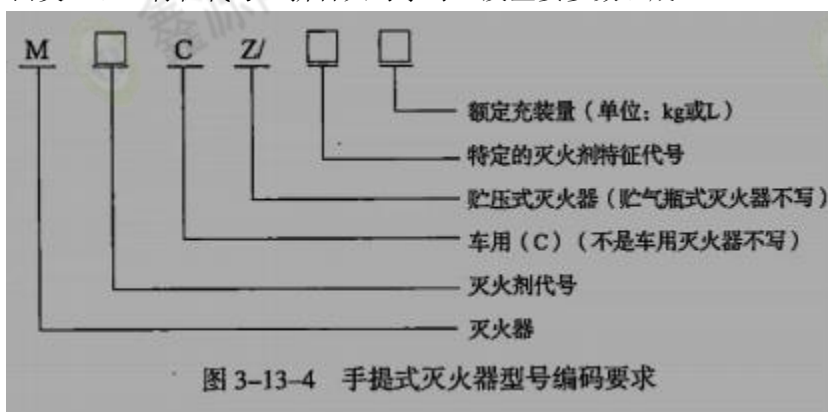 M □ C Z/ □ □
额定充装量（单位：kg或L）
特定的灭火剂特征代号
贮压式灭火器（贮气瓶式灭火器不写）
车用（C）（不是车用灭火器不写）
灭火剂代号
灭火器
图 3-13-4 手提式灭火器型号编码要求